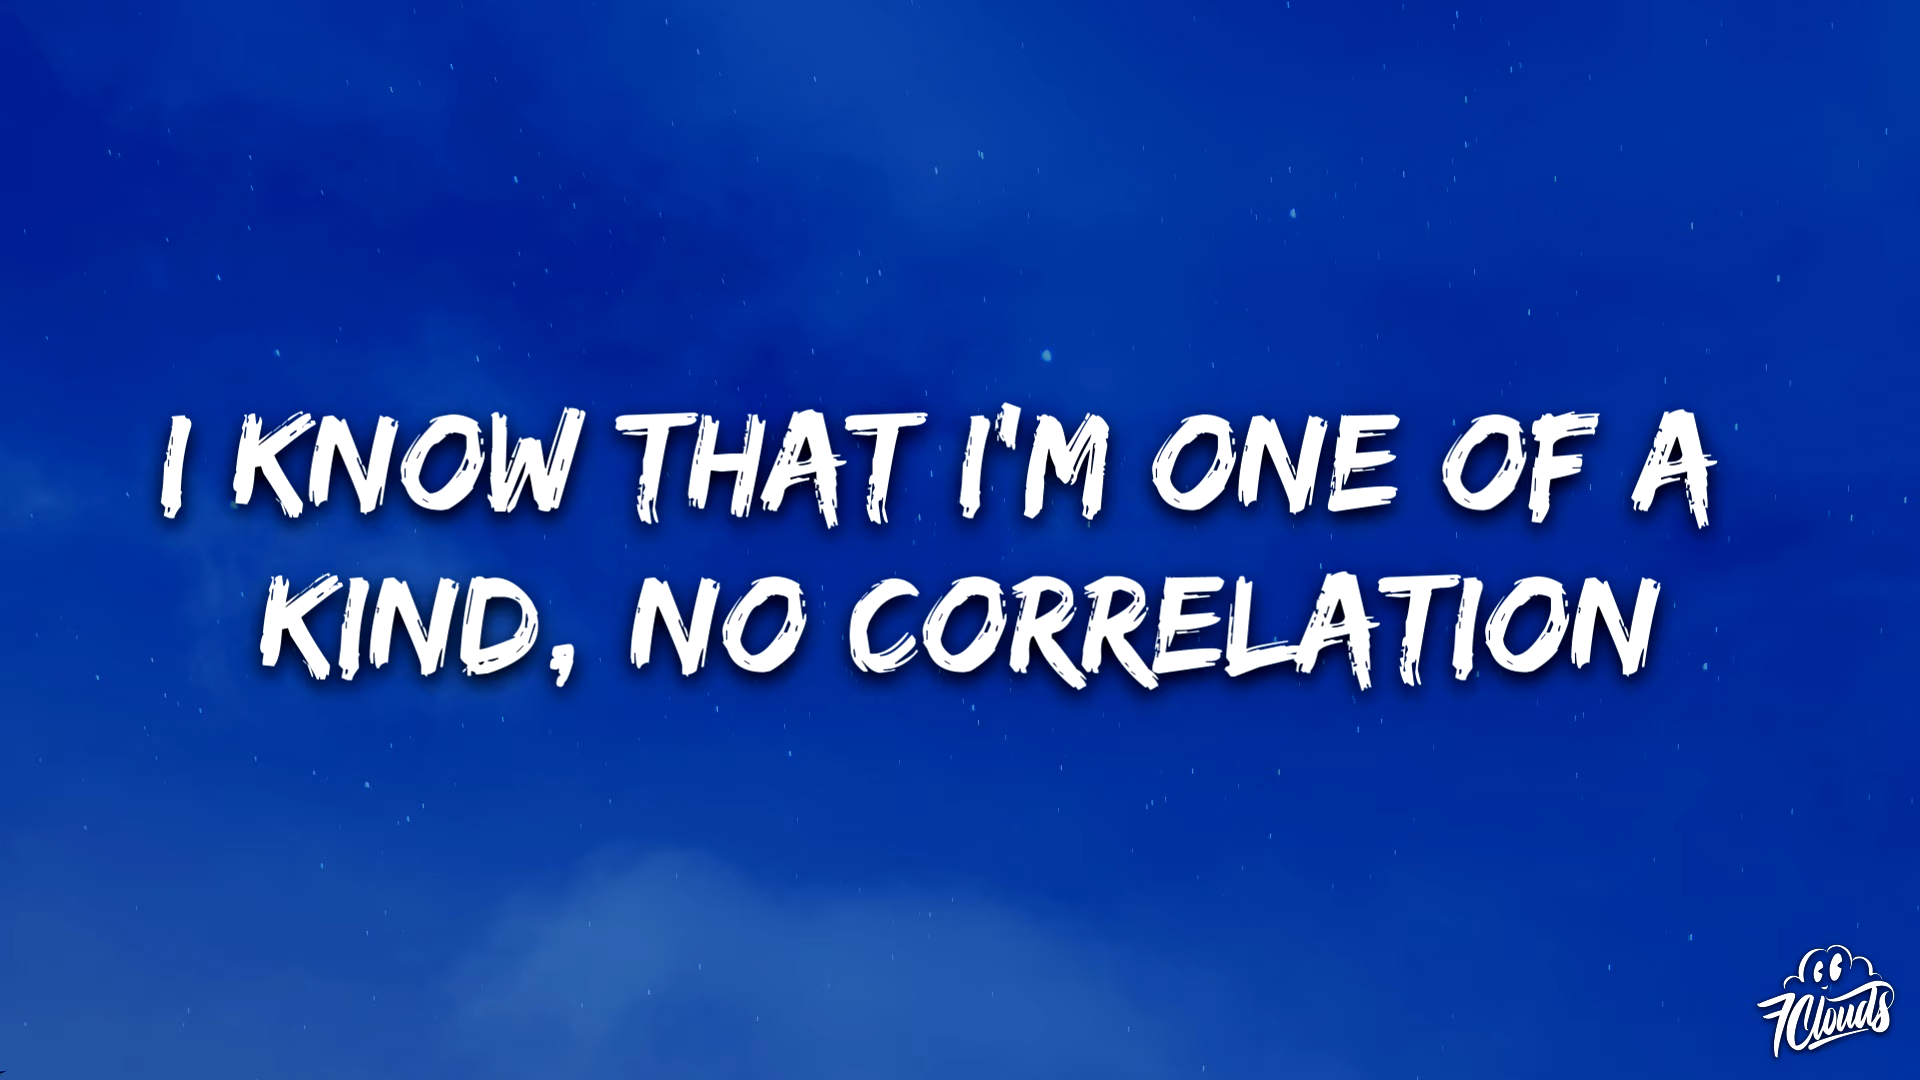 I KNOW THAT I'M ONE OF A
KIND, NO CORRELATION
7Clouds